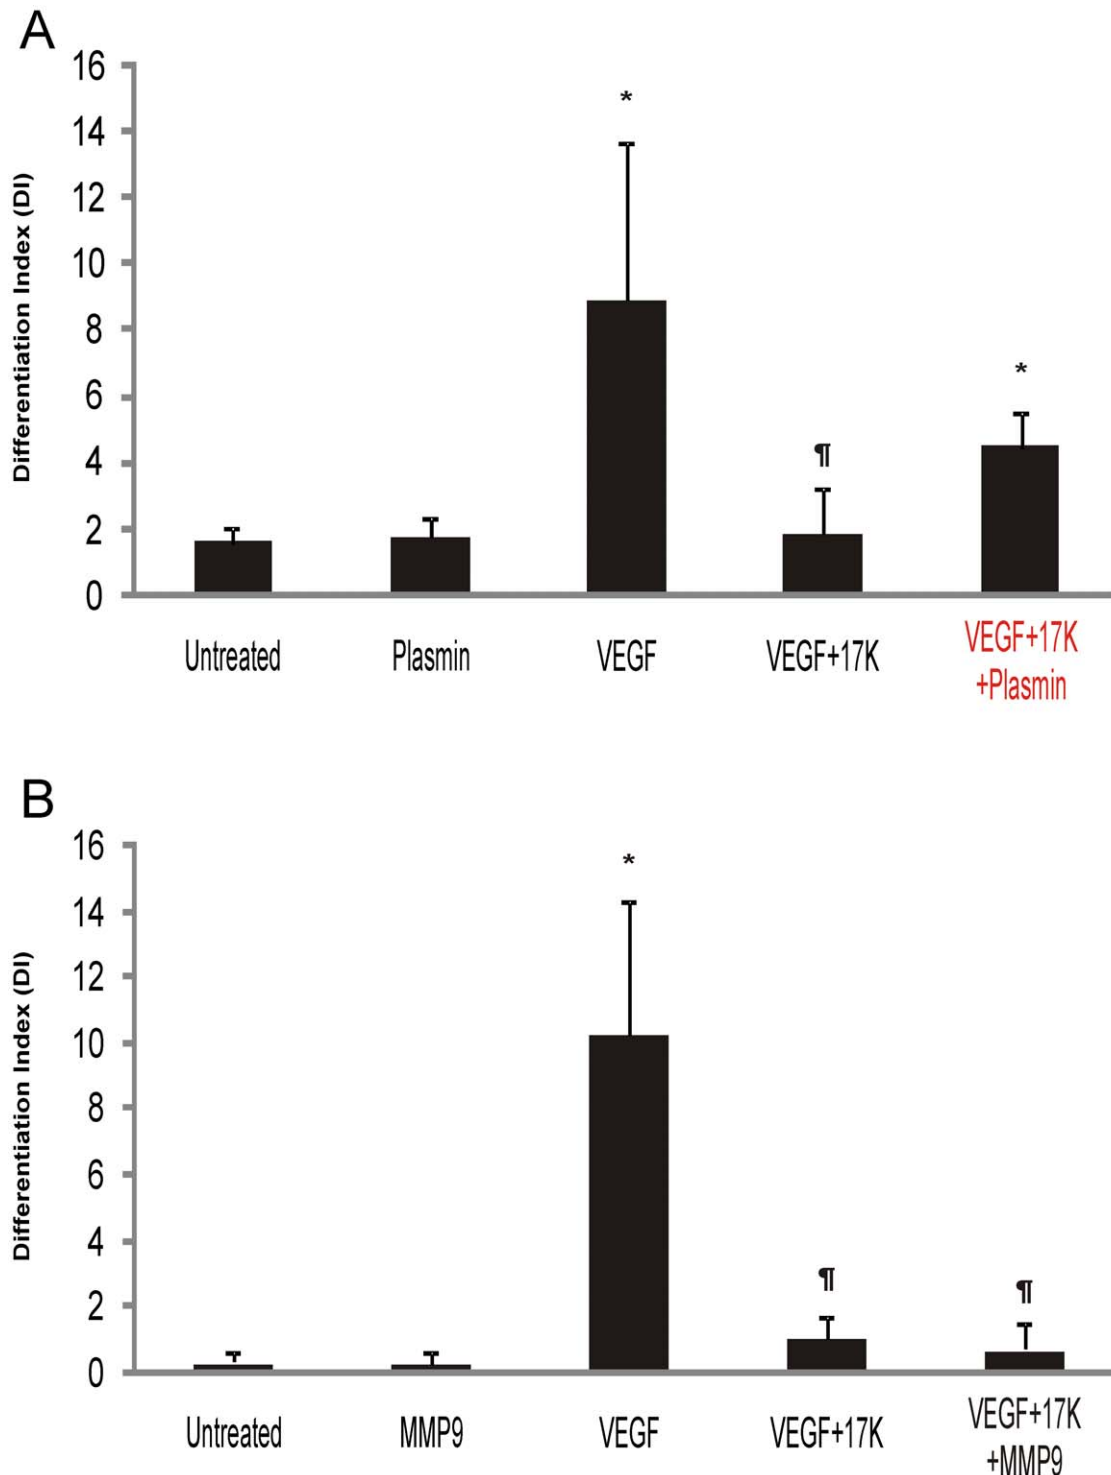 A
Differentiation Index (DI)
16
14
12
10
8
6
4
2
0
*
¶
*
Untreated
Plasmin
VEGF
VEGF+17K
VEGF+17K
+Plasmin
B
Differentiation Index (DI)
16
14
12
10
8
6
4
2
0
*
¶
¶
Untreated
MMP9
VEGF
VEGF+17K
VEGF+17K
+MMP9